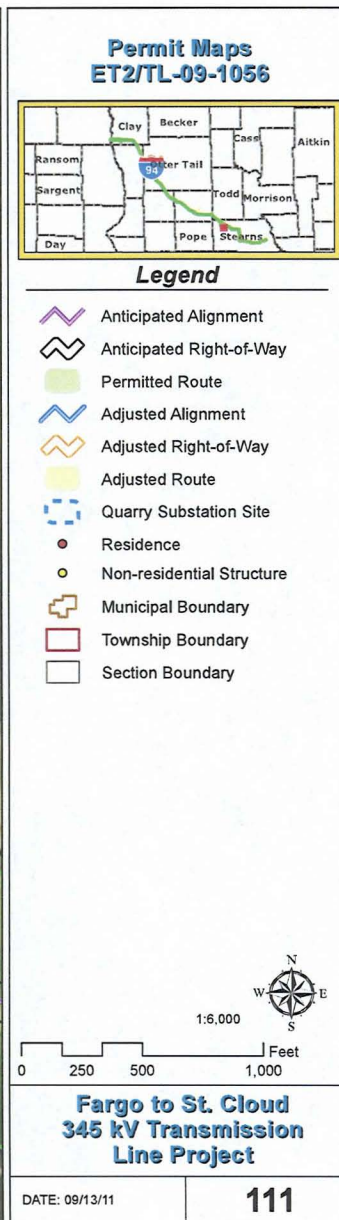 Permit Maps
ET2/TL-09-1056
Clay
Becker
Cass
Aitkin
Ransom
94
Otter Tail
Sargent
Todd
Morrison
Day
Pope
Stearns
Legend
Anticipated Alignment
Anticipated Right-of-Way
Permitted Route
Adjusted Alignment
Adjusted Right-of-Way
Adjusted Route
Quarry Substation Site
Residence
Non-residential Structure
Municipal Boundary
Township Boundary
Section Boundary
N
W E
S
1:6,000
Feet
0 250 500 1,000
Fargo to St. Cloud
345 kV Transmission
Line Project
DATE: 09/13/11 111